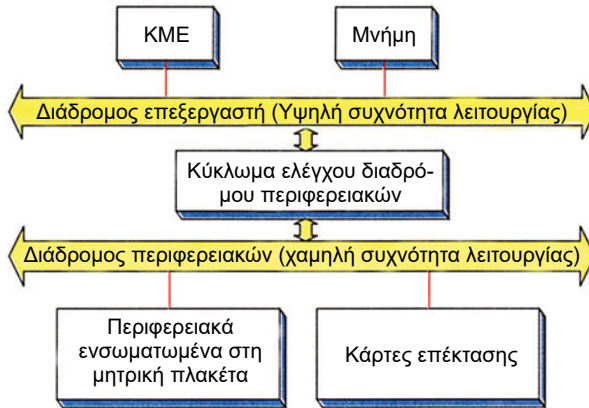 ΚΜΕ
Μνήμη
Διάδρομος επεξεργαστή (Υψηλή συχνότητα λειτουργίας)
Κύκλωμα ελέγχου διαδρό-
μου περιφερειακών
Διάδρομος περιφερειακών (χαμηλή συχνότητα λειτουργίας)
Περιφερειακά
ενσωματωμένα στη
μητρική πλακέτα
Κάρτες επέκτασης